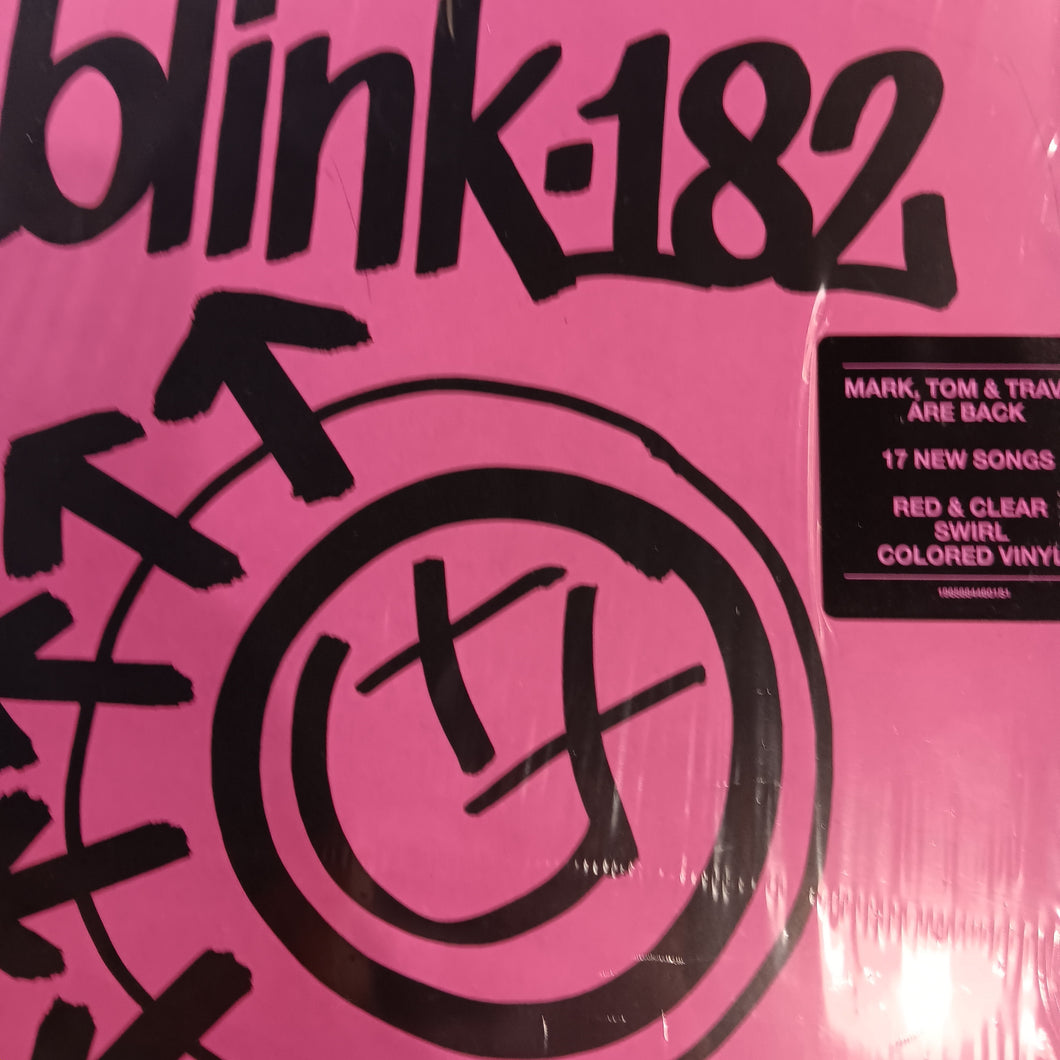 blink-182
MARK, TOM & TRAV
ARE BACK
17 NEW SONGS
RED & CLEAR
SWIRL
COLORED VINYL